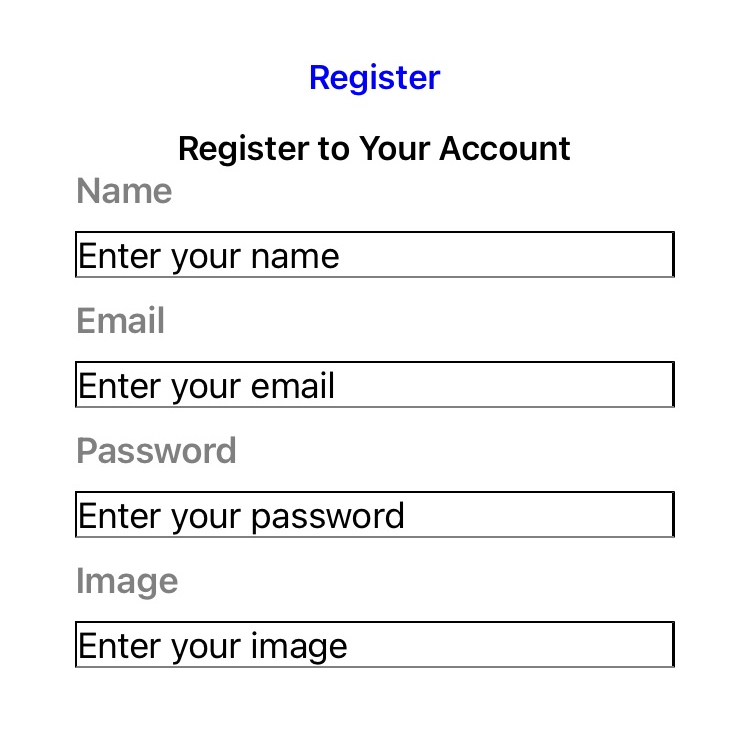 Register
Register to Your Account
Name
Enter your name
Email
Enter your email
Password
Enter your password
Image
Enter your image